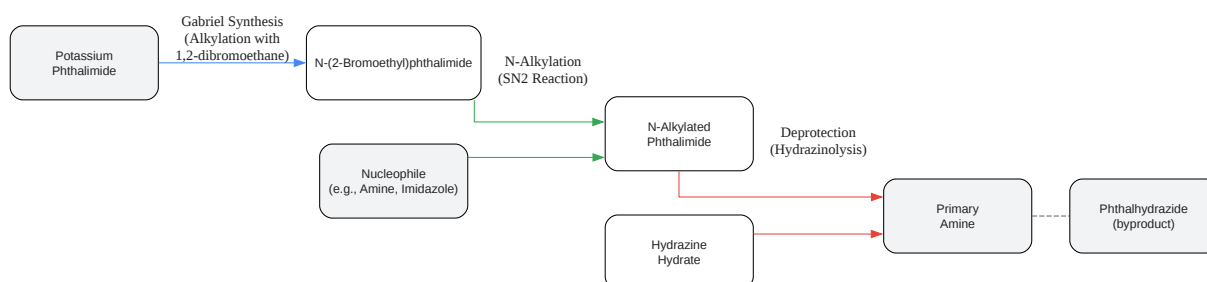 Gabriel Synthesis
(Alkylation with
1,2-dibromoethane)
Potassium
Phthalimide
N-(2-Bromoethyl)phthalimide
N-Alkylation
(SN2 Reaction)
Nucleophile
(e.g., Amine, Imidazole)
N-Alkylated
Phthalimide
Deprotection
(Hydrazinolysis)
Hydrazine
Hydrate
Primary
Amine
Phthalhydrazide
(byproduct)